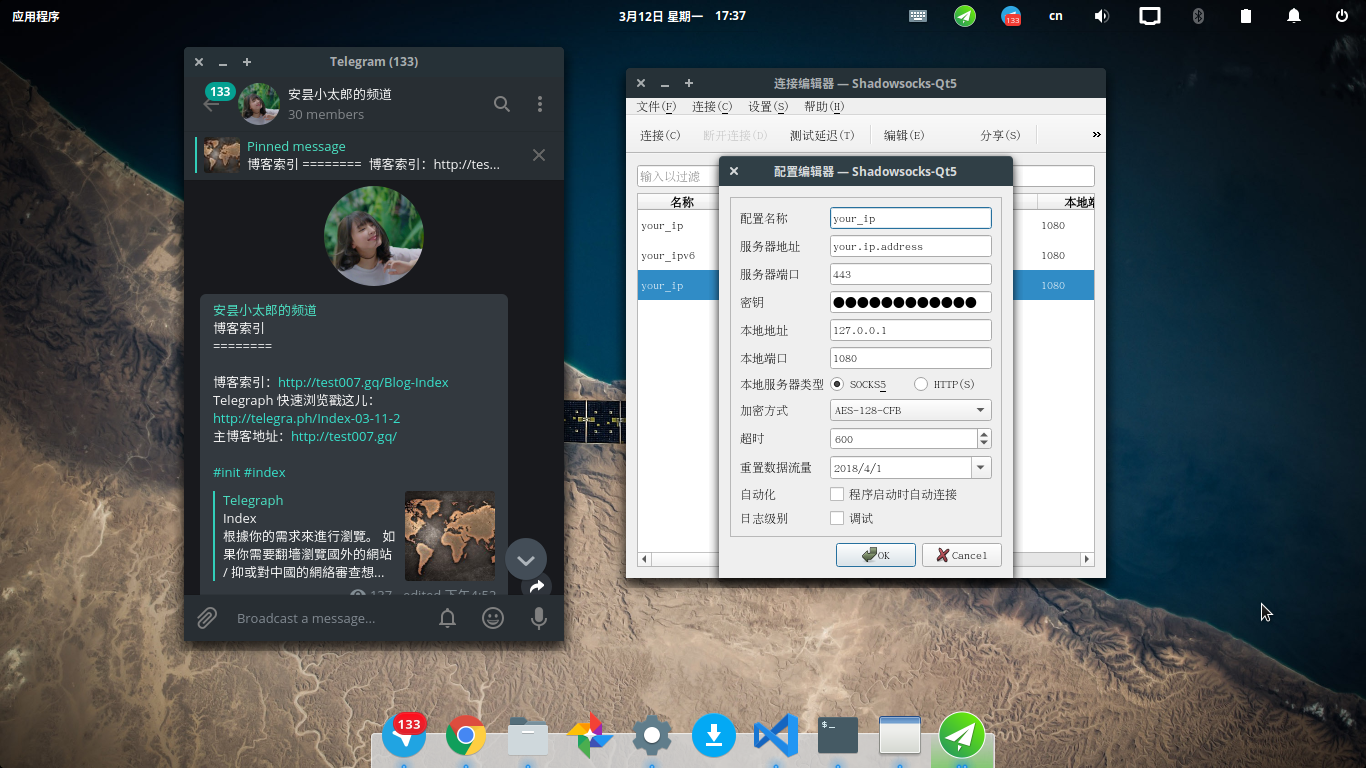 应用程序
3月12日 星期一 17:37
133
cn
Telegram (133)
133
安昙小太郎的频道
30 members
Pinned message
博客索引 ======== 博客索引：http://tes...
安昙小太郎的频道
博客索引
========
博客索引：http://test007.gq/Blog-Index
Telegraph 快速浏览戳这儿：
http://telegra.ph/Index-03-11-2
主博客地址：http://test007.gq/
#init #index
Telegraph
Index
根據你的需求來進行瀏覽。 如
果你需要翻墻瀏覽國外的網站
/ 抑或對中國的網絡審查想...
Broadcast a message...
连接编辑器 — Shadowsocks-Qt5
文件(F) 连接(C) 设置(S) 帮助(H)
连接(C) 断开连接(D) 测试延迟(T) 编辑(E) 分享(S) »
输入以过滤
名称 本地端
your_ip 1080
your_ipv6 1080
your_ip 1080
配置编辑器 — Shadowsocks-Qt5
配置名称 your_ip
服务器地址 your.ip.address
服务器端口 443
密钥 ●●●●●●●●●●●●
本地地址 127.0.0.1
本地端口 1080
本地服务器类型 SOCKS5 HTTP(S)
加密方式 AES-128-CFB
超时 600
重置数据流量 2018/4/1
自动化 程序启动时自动连接
日志级别 调试
OK Cancel
133
$_